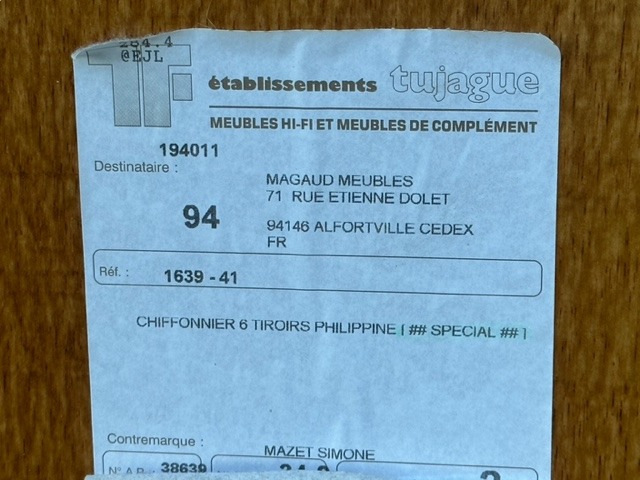 @EJL
établissements tujague
MEUBLES HI-FI ET MEUBLES DE COMPLÉMENT
194011
Destinataire :
MAGAUD MEUBLES
71 RUE ETIENNE DOLET
94
94146 ALFORTVILLE CEDEX
FR
Réf. : 1639 - 41
CHIFFONNIER 6 TIROIRS PHILIPPINE [ ## SPECIAL ## ]
Contremarque :
MAZET SIMONE
38639